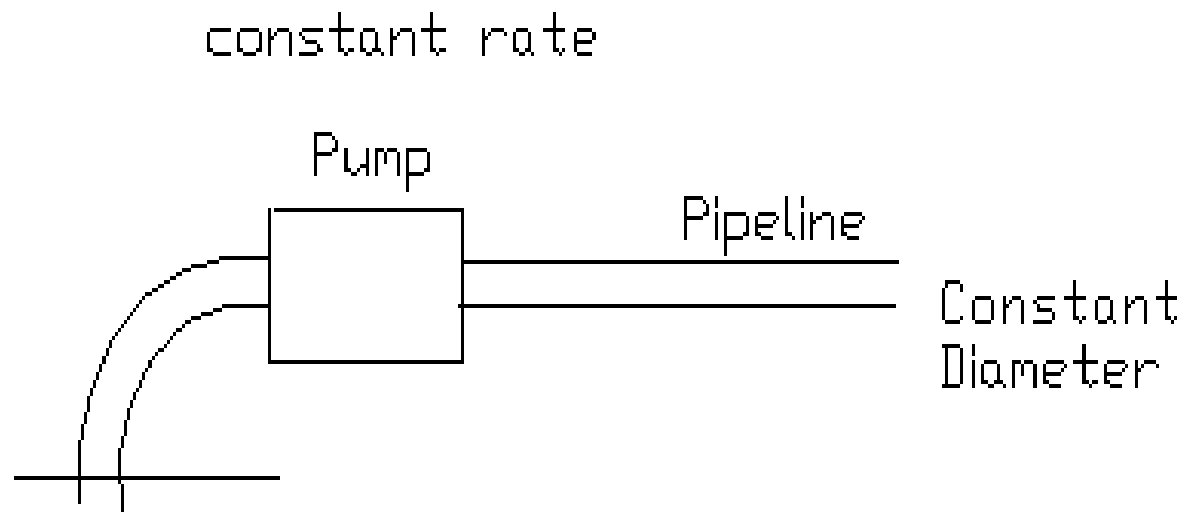 constant rate
Pump
Pipeline
Constant
Diameter